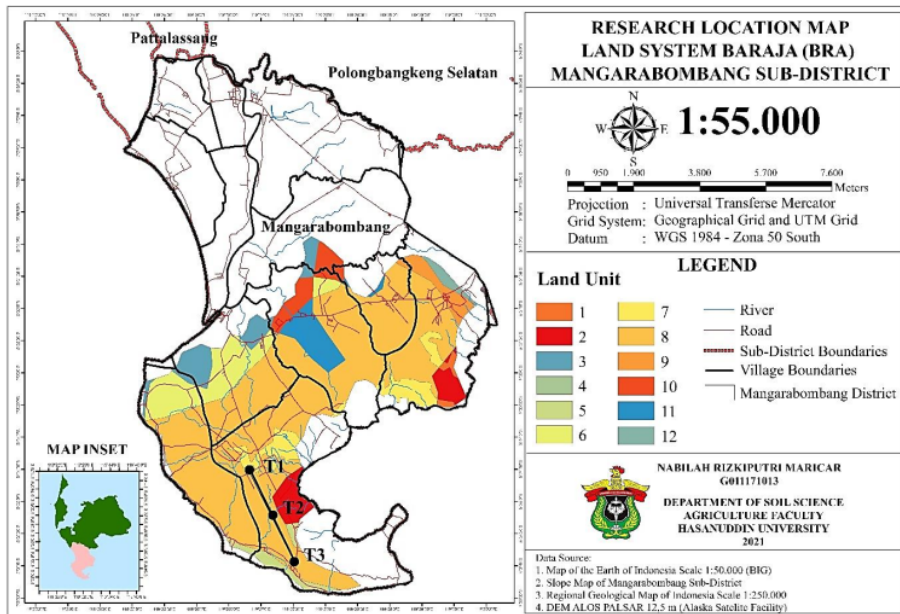 Pattalassang
Polongbangkeng Selatan
Mangarabombang
T1
T2
T3
MAP INSET
RESEARCH LOCATION MAP
LAND SYSTEM BARAJA (BRA)
MANGARABOMBANG SUB-DISTRICT
N
W E
S
1:55.000
0 950 1.900 3.800 5.700 7.600
Meters
Projection : Universal Transferse Mercator
Grid System: Geographical Grid and UTM Grid
Datum : WGS 1984 - Zona 50 South
LEGEND
Land Unit
1
2
3
4
5
6
7
8
9
10
11
12
River
Road
Sub-District Boundaries
Village Boundaries
Mangarabombang District
NABILAH RIZKIPUTRI MARICAR
G011171013
DEPARTMENT OF SOIL SCIENCE
AGRICULTURE FACULTY
HASANUDDIN UNIVERSITY
2021
Data Source:
1. Map of the Earth of Indonesia Scale 1:50.000 (BIG)
2. Slope Map of Mangarabombang Sub-District
3. Regional Geological Map of Indonesia Scale 1:250.000
4. DEM ALOS PALSAR 12,5 m (Alaska Satelite Facility)